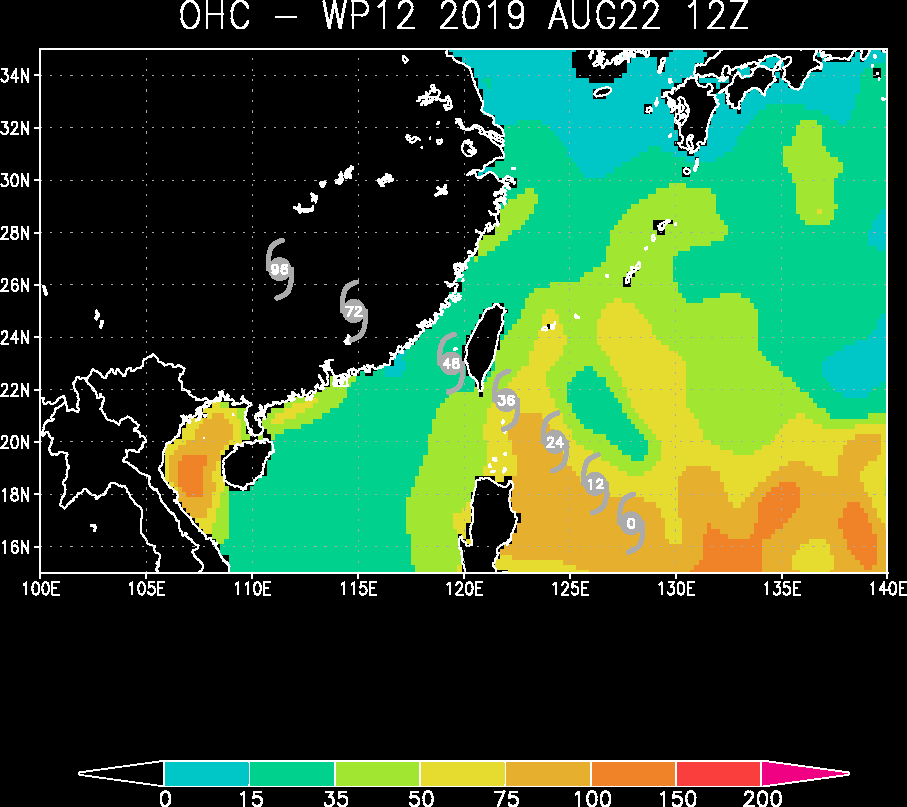 OHC - WP12 2019 AUG22 12Z
34N
32N
30N
28N
98
26N
72
24N
48
22N
36
20N
24
12
18N
0
16N
100E 105E 110E 115E 120E 125E 130E 135E 140E
0 15 35 50 75 100 150 200